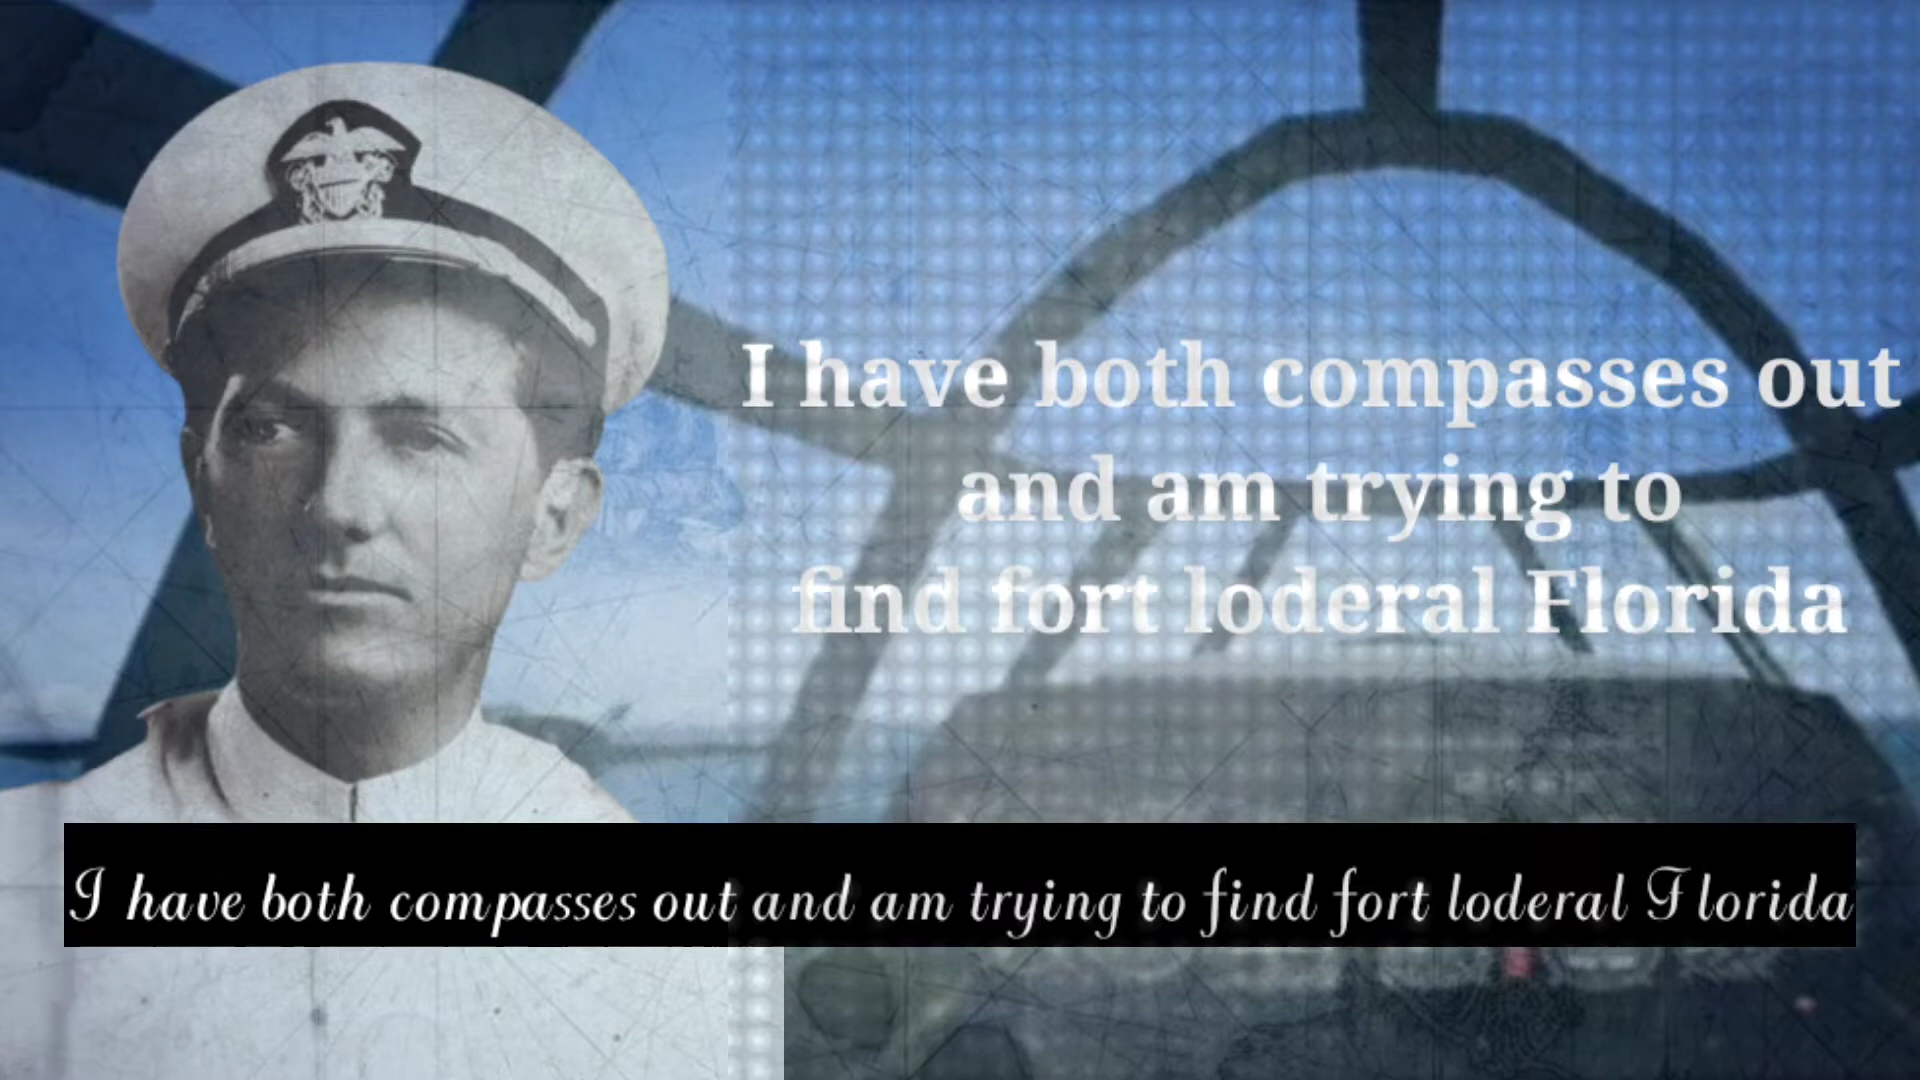 I have both compasses out
and am trying to
find fort loderal Florida
I have both compasses out and am trying to find fort loderal Florida